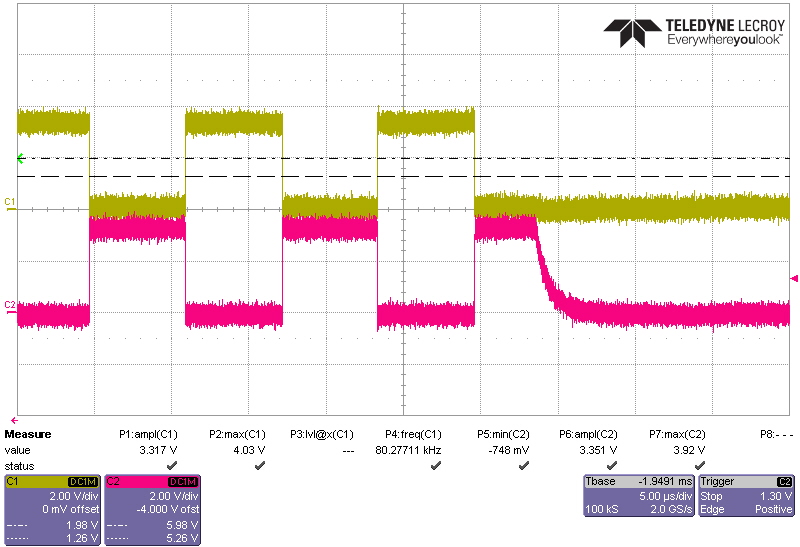 TELEDYNE LECROY
Everywhereyoulook™
C1
C2
Measure P1:ampl(C1) P2:max(C1) P3:lvl@x(C1) P4:freq(C1) P5:min(C2) P6:ampl(C2) P7:max(C2) P8:- - -
value 3.317 V 4.03 V --- 80.27711 kHz -748 mV 3.351 V 3.92 V
status
C1 DC1M
2.00 V/div
0 mV offset
1.98 V
1.26 V
C2 DC1M
2.00 V/div
-4.000 V ofst
5.98 V
5.26 V
Tbase -1.9491 ms
5.00 µs/div
100 kS 2.0 GS/s
Trigger C2
Stop 1.30 V
Edge Positive